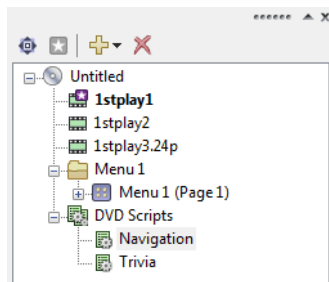 Untitled
1stplay1
1stplay2
1stplay3.24p
Menu 1
Menu 1 (Page 1)
DVD Scripts
Navigation
Trivia